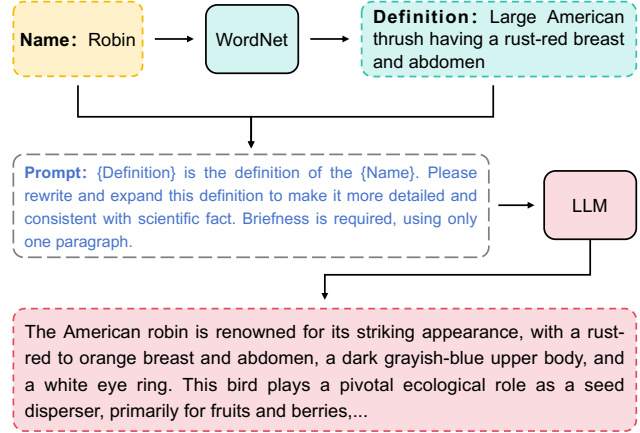 Name: Robin
WordNet
Definition: Large American
thrush having a rust-red breast
and abdomen
Prompt: {Definition} is the definition of the {Name}. Please
rewrite and expand this definition to make it more detailed and
consistent with scientific fact. Briefness is required, using only
one paragraph.
LLM
The American robin is renowned for its striking appearance, with a rust-
red to orange breast and abdomen, a dark grayish-blue upper body, and
a white eye ring. This bird plays a pivotal ecological role as a seed
disperser, primarily for fruits and berries,...